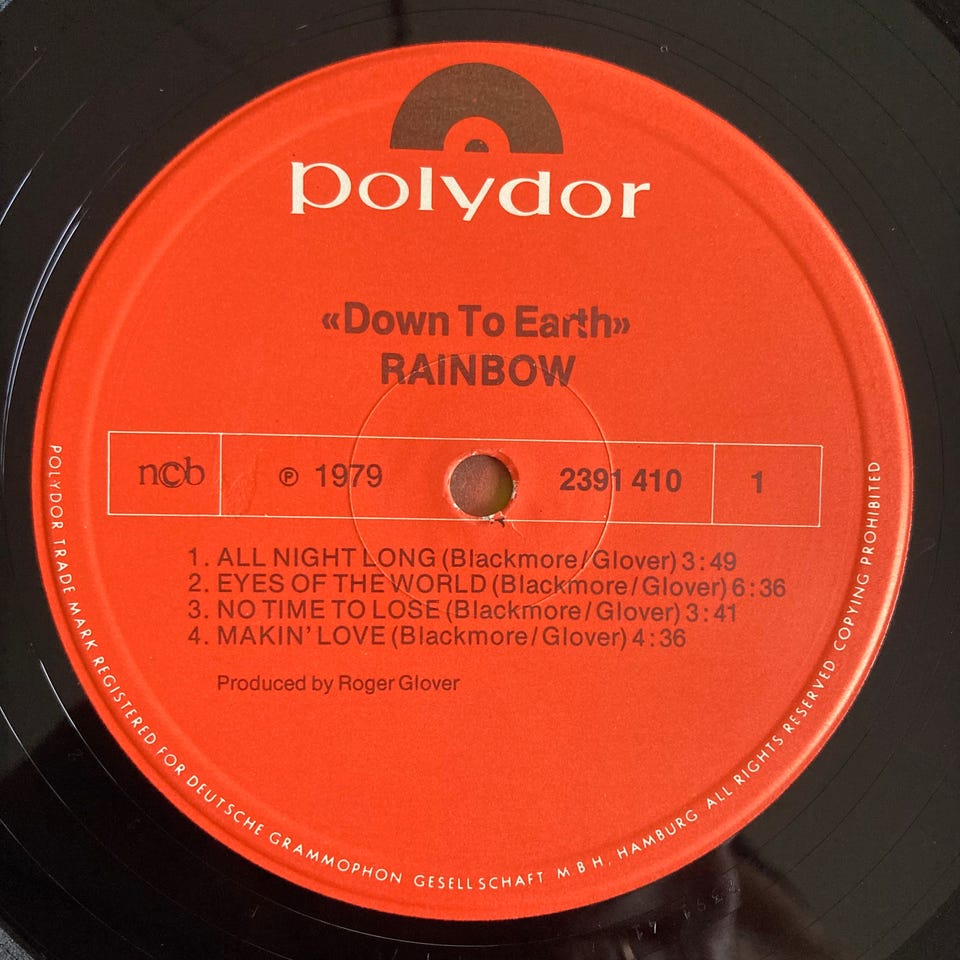 polydor
«Down To Earth»
RAINBOW
ncb ℗ 1979 2391 410 1
1. ALL NIGHT LONG (Blackmore/Glover) 3:49
2. EYES OF THE WORLD (Blackmore/Glover) 6:36
3. NO TIME TO LOSE (Blackmore/Glover) 3:41
4. MAKIN' LOVE (Blackmore/Glover) 4:36
Produced by Roger Glover
POLYDOR TRADE MARK REGISTERED FOR DEUTSCHE GRAMMOPHON GESELLSCHAFT M B H, HAMBURG ALL RIGHTS RESERVED COPYING PROHIBITED